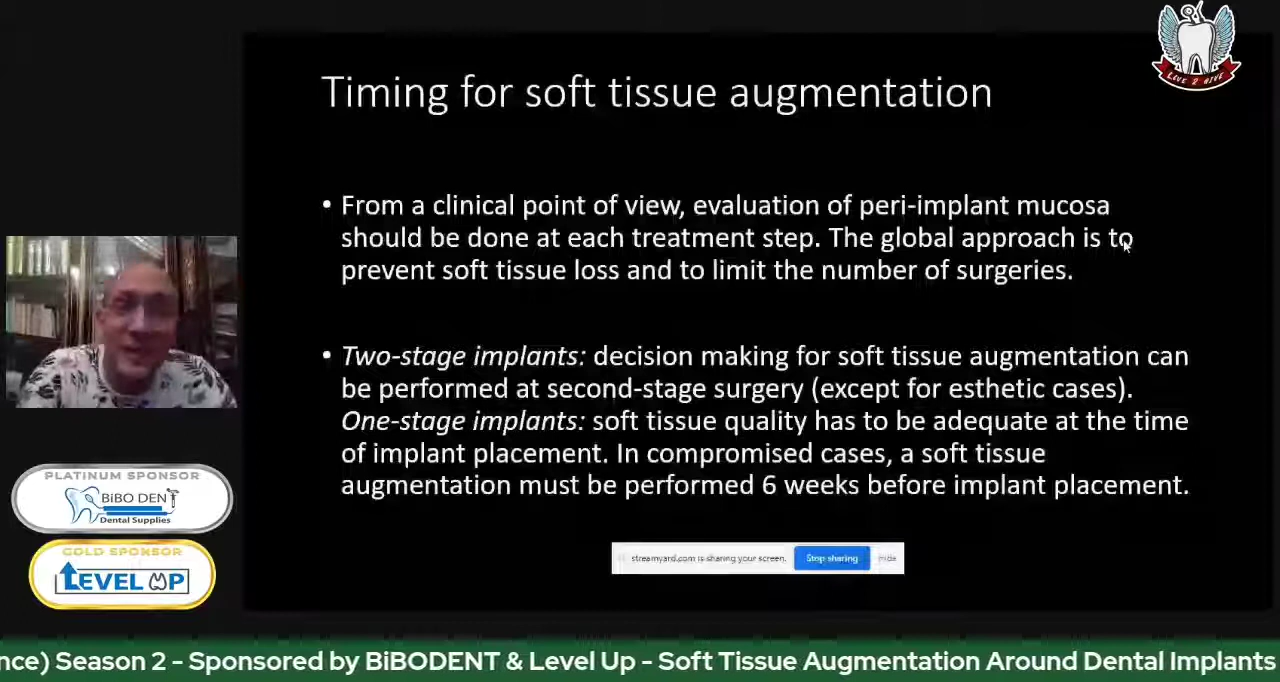 LIVE 2 GIVE
Timing for soft tissue augmentation
• From a clinical point of view, evaluation of peri-implant mucosa
should be done at each treatment step. The global approach is to
prevent soft tissue loss and to limit the number of surgeries.
• Two-stage implants: decision making for soft tissue augmentation can
be performed at second-stage surgery (except for esthetic cases).
One-stage implants: soft tissue quality has to be adequate at the time
of implant placement. In compromised cases, a soft tissue
augmentation must be performed 6 weeks before implant placement.
PLATINUM SPONSOR
BiBO DENT
Dental Supplies
GOLD SPONSOR
LEVEL UP
streamyard.com is sharing your screen. Stop sharing Hide
nce) Season 2 - Sponsored by BiBODENT & Level Up - Soft Tissue Augmentation Around Dental Implants